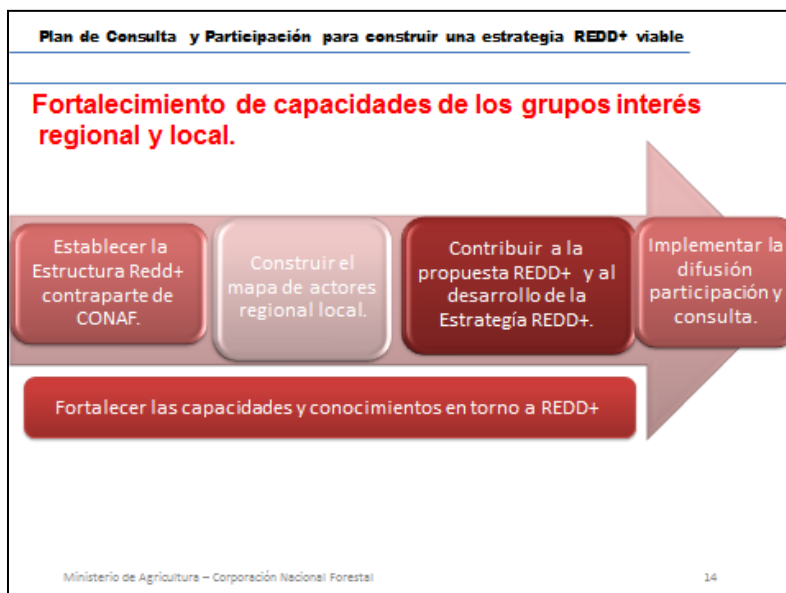 Plan de Consulta y Participación para construir una estrategia REDD+ viable
Fortalecimiento de capacidades de los grupos interés
regional y local.
Establecer la
Estructura Redd+
contraparte de
CONAF.
Construir el
mapa de actores
regional local.
Contribuir a la
propuesta REDD+ y al
desarrollo de la
Estrategía REDD+.
Implementar la
difusión
participación y
consulta.
Fortalecer las capacidades y conocimientos en torno a REDD+
Ministerio de Agricultura – Corporación Nacional Forestal
14